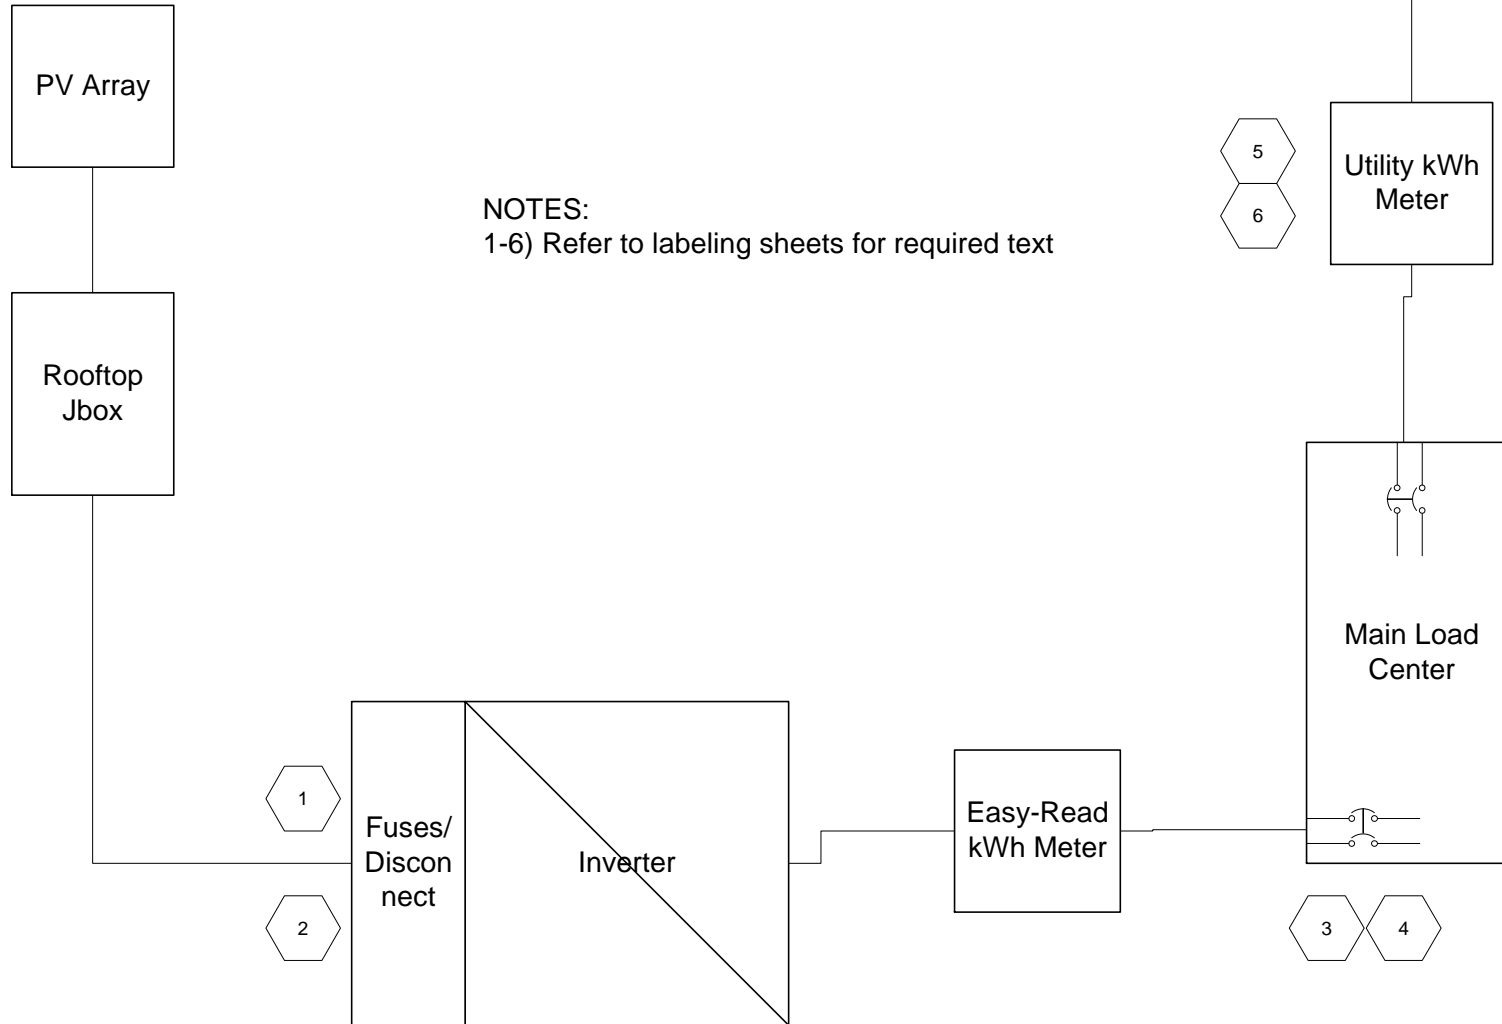 PV Array
NOTES:
1-6) Refer to labeling sheets for required text
5
6
Utility kWh
Meter
Rooftop
Jbox
Main Load
Center
1
2
Fuses/
Discon
nect
Inverter
Easy-Read
kWh Meter
3
4